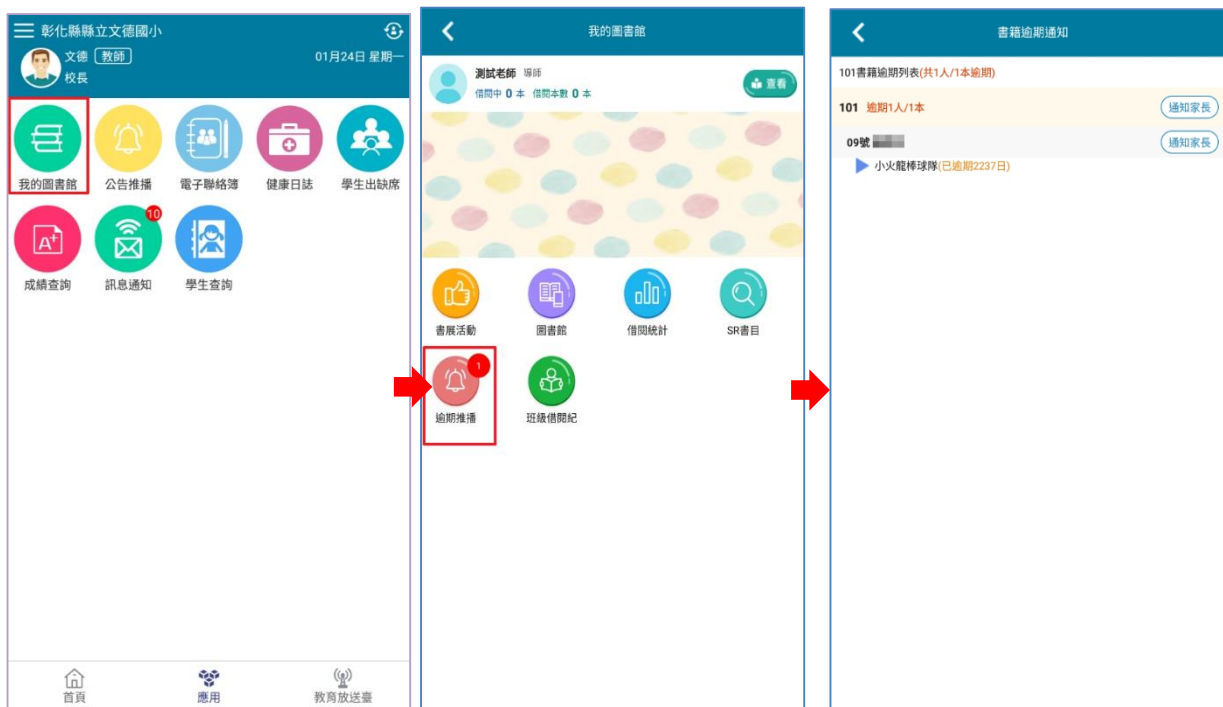 彰化縣縣立文德國小
文德 教師
01月24日 星期一
校長
我的圖書館
公告推播
電子聯絡簿
健康日誌
學生出缺席
A+
10
成績查詢
訊息通知
學生查詢
首頁
應用
教育放送臺
我的圖書館
測試老師 導師
借閱中 0 本 借閱本數 0 本
查看
書展活動
圖書館
借閱統計
SR書目
1
逾期推播
班級借閱紀
書籍逾期通知
101書籍逾期列表(共1人/1本逾期)
101 逾期1人/1本
通知家長
09號
通知家長
小火龍棒球隊(已逾期2237日)